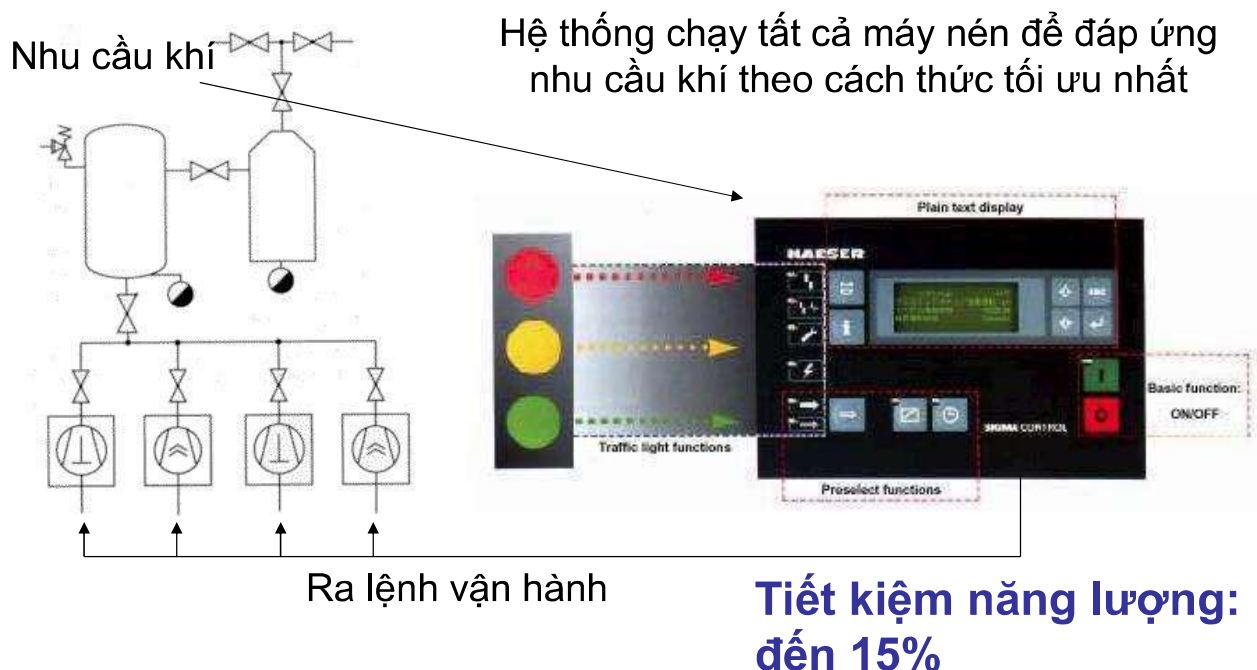 Nhu cầu khí
Hệ thống chạy tất cả máy nén để đáp ứng
nhu cầu khí theo cách thức tối ưu nhất
Plain text display
KAESER
esc
Basic function:
ON/OFF
SIGMA CONTROL
Traffic light functions
Preselect functions
Ra lệnh vận hành
Tiết kiệm năng lượng:
đến 15%